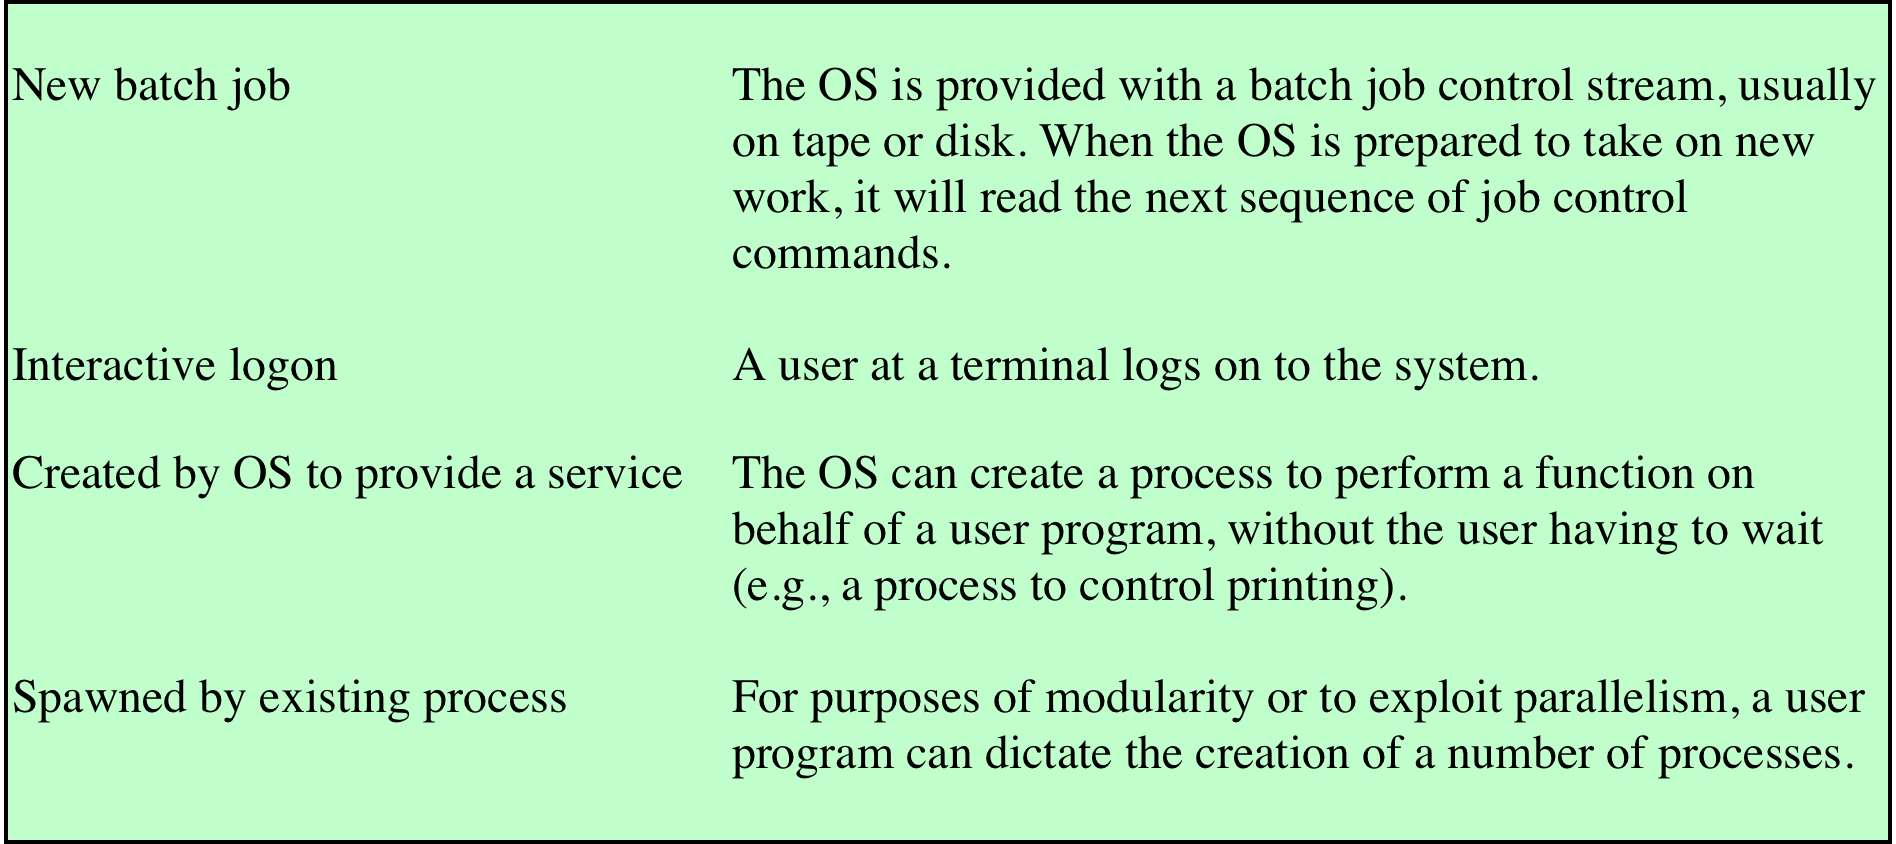 New batch job
The OS is provided with a batch job control stream, usually
on tape or disk. When the OS is prepared to take on new
work, it will read the next sequence of job control
commands.
Interactive logon
A user at a terminal logs on to the system.
Created by OS to provide a service
The OS can create a process to perform a function on
behalf of a user program, without the user having to wait
(e.g., a process to control printing).
Spawned by existing process
For purposes of modularity or to exploit parallelism, a user
program can dictate the creation of a number of processes.